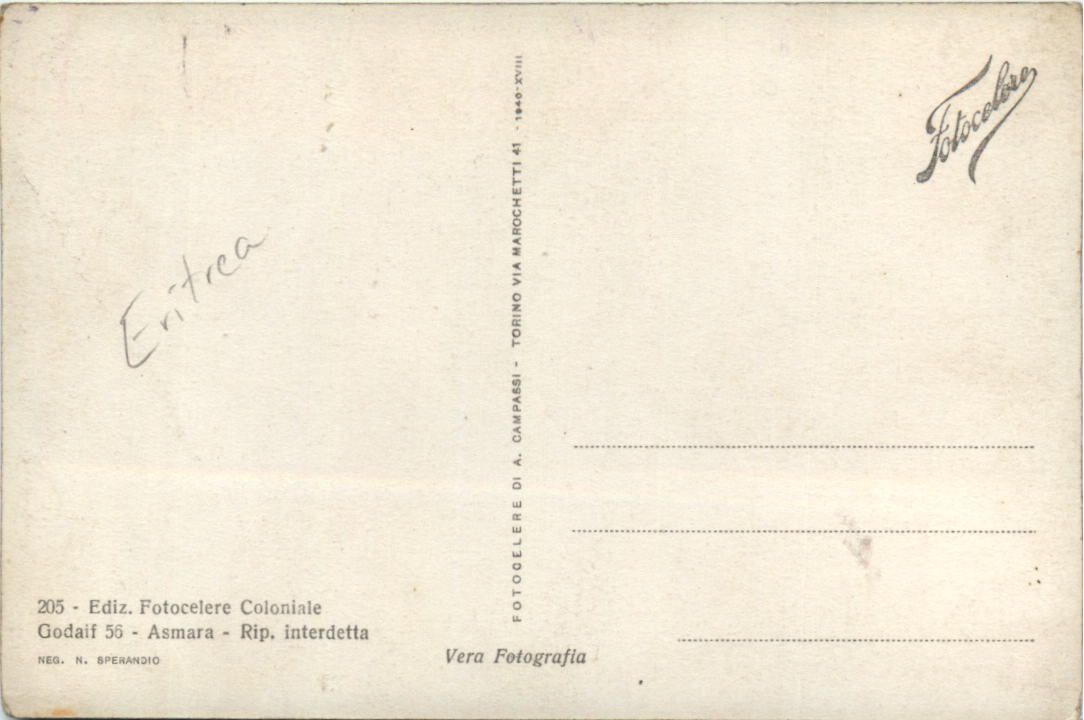 Fotocelere
Eritrea
FOTOCELERE DI A. CAMPASSI - TORINO VIA MAROCHETTI 41 - 1940-XVIII
205 - Ediz. Fotocelere Coloniale
Godaif 56 - Asmara - Rip. interdetta
NEG. N. SPERANDIO
Vera Fotografia